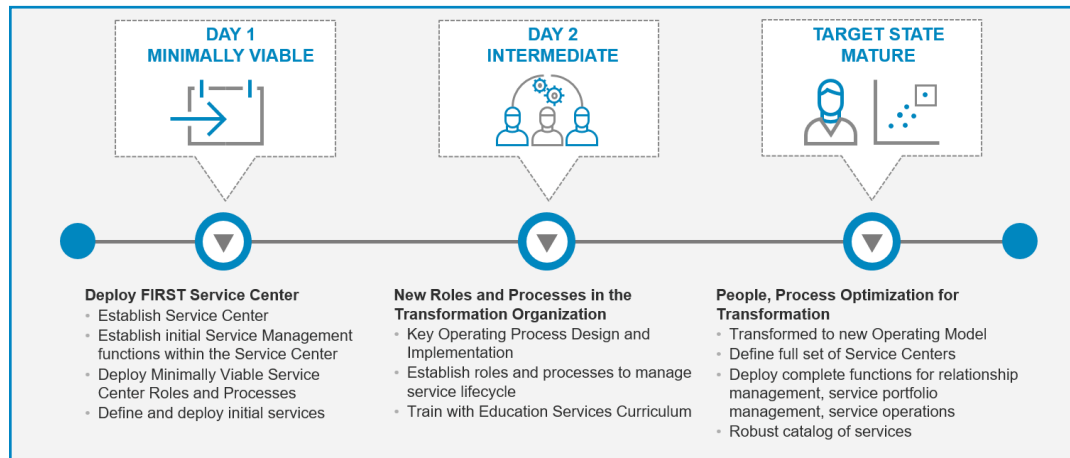 DAY 1
MINIMALLY VIABLE
DAY 2
INTERMEDIATE
TARGET STATE
MATURE
Deploy FIRST Service Center
• Establish Service Center
• Establish initial Service Management
functions within the Service Center
• Deploy Minimally Viable Service
Center Roles and Processes
• Define and deploy initial services
New Roles and Processes in the
Transformation Organization
• Key Operating Process Design and
Implementation
• Establish roles and processes to manage
service lifecycle
• Train with Education Services Curriculum
People, Process Optimization for
Transformation
• Transformed to new Operating Model
• Define full set of Service Centers
• Deploy complete functions for relationship
management, service portfolio
management, service operations
• Robust catalog of services